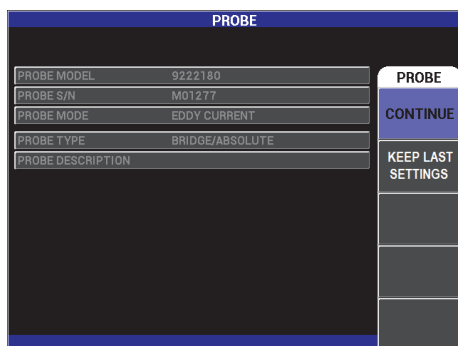 PROBE
PROBE MODEL 9222180
PROBE S/N M01277
PROBE MODE EDDY CURRENT
PROBE TYPE BRIDGE/ABSOLUTE
PROBE DESCRIPTION
PROBE
CONTINUE
KEEP LAST
SETTINGS